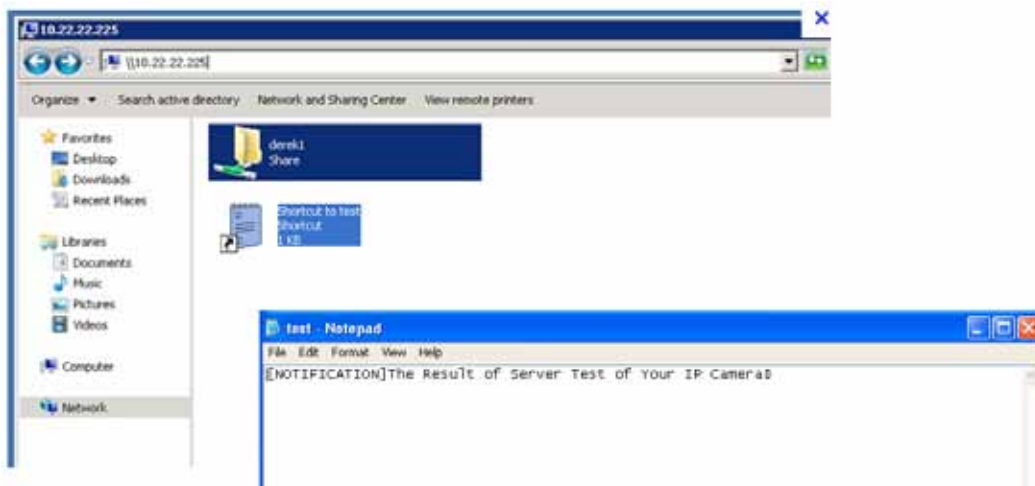 10.22.22.225
\\10.22.22.225
Organize Search active directory Network and Sharing Center View remote printers
Favorites
Desktop
Downloads
Recent Places
Libraries
Documents
Music
Pictures
Videos
Computer
Network
derek1
Share
Shortcut to test
Shortcut
1 KB
test - Notepad
File Edit Format View Help
[NOTIFICATION]The Result of Server Test of Your IP Camera